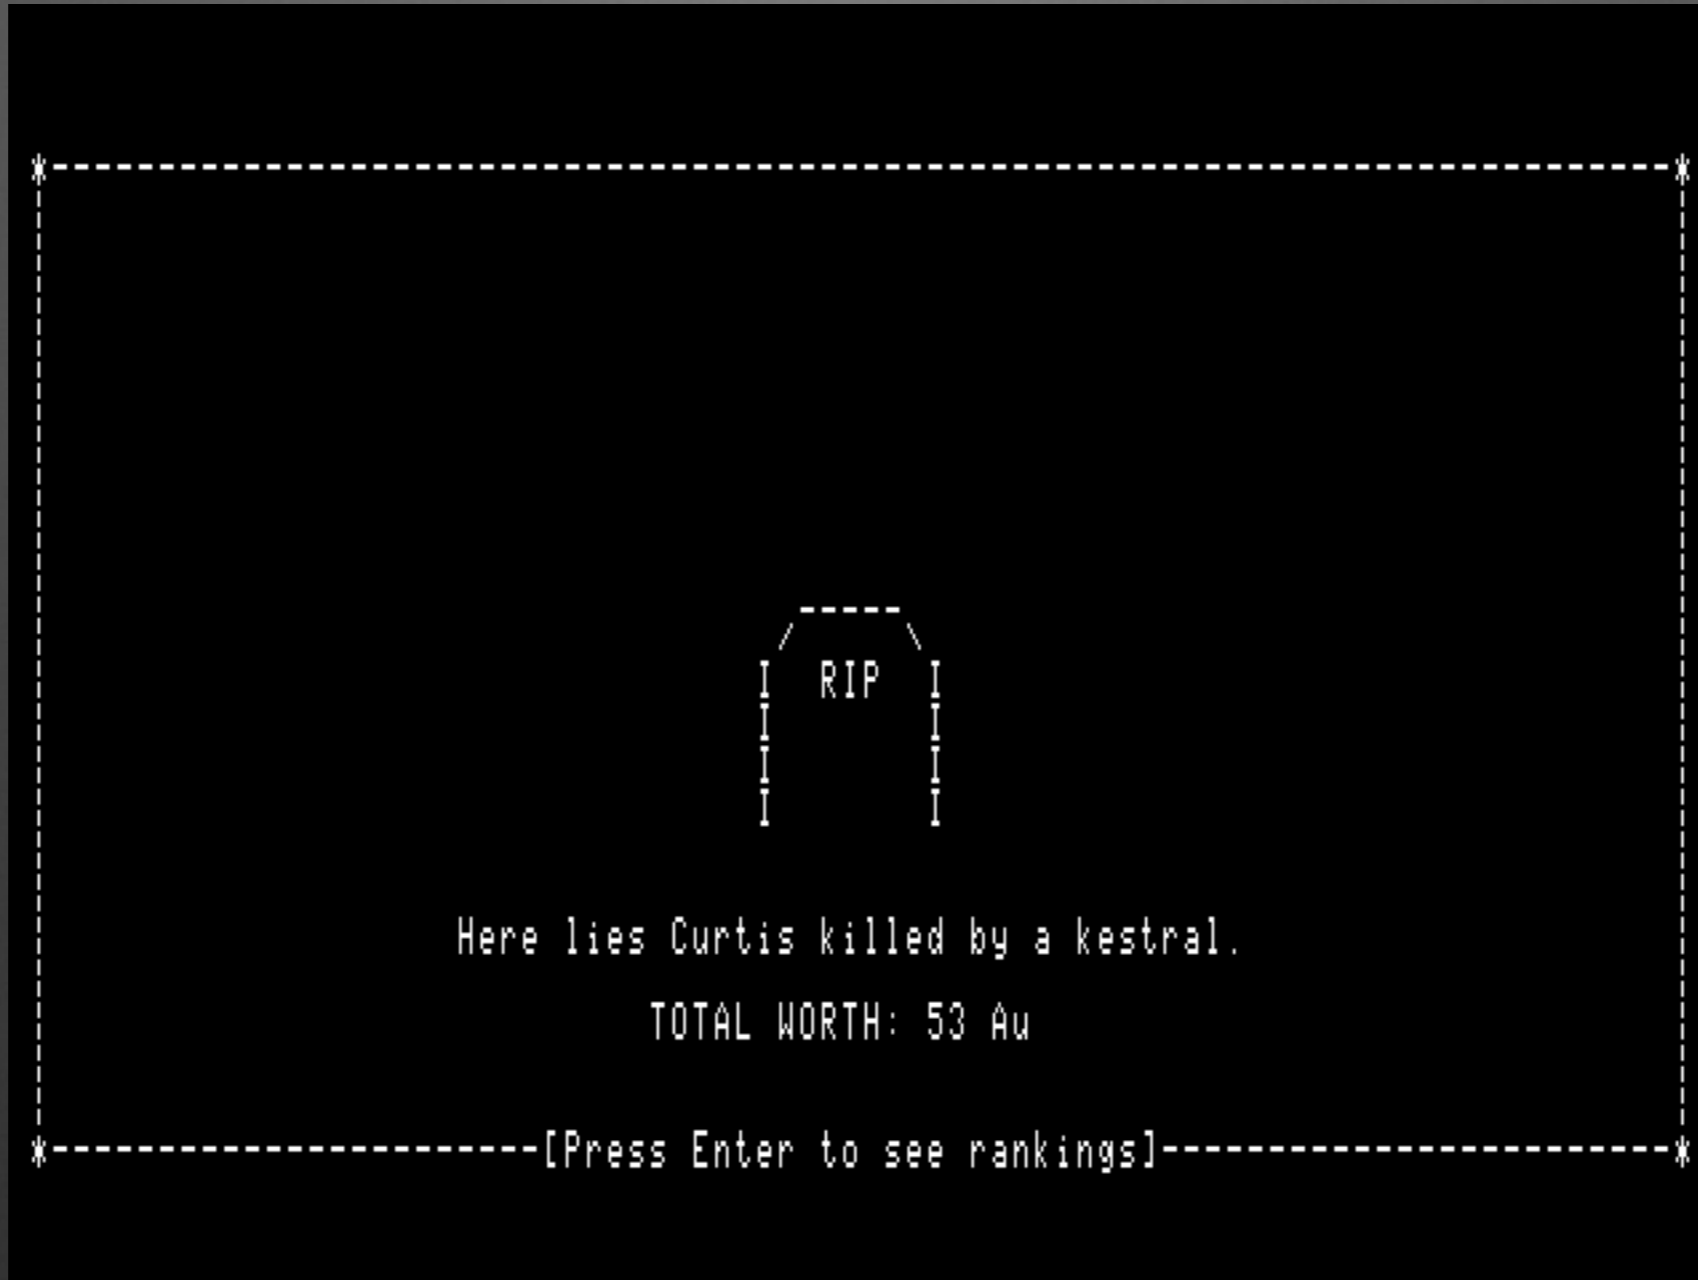 RIP
Here lies Curtis killed by a kestral.
TOTAL WORTH: 53 Au
[Press Enter to see rankings]